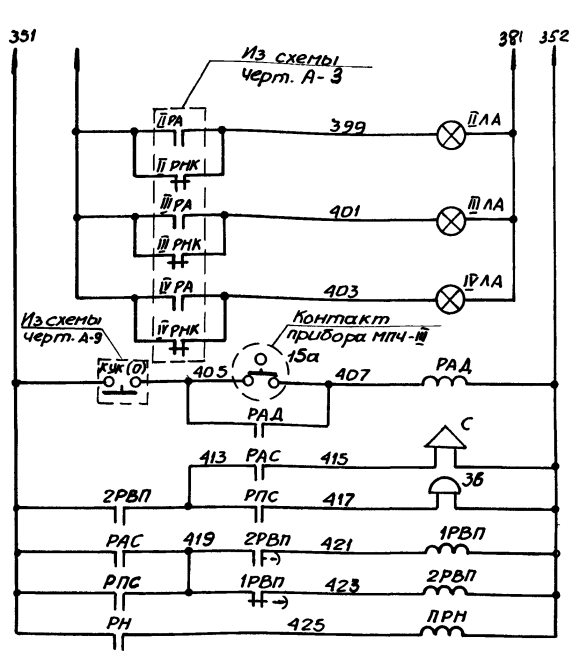 351
381
352
Из схемы
черт. А-3
II РА
399
II ЛА
II РНК
III РА
401
III ЛА
III РНК
IV РА
403
IV ЛА
IV РНК
Из схемы
черт. А-9
Контакт
прибора МПЧ-III
15а
КУК(О)
405
407
РАД
РАД
С
413
РАС
415
ЗВ
2РВП
РПС
417
РАС
419
2РВП
421
1РВП
РПС
1РВП
423
2РВП
РН
425
ПРН